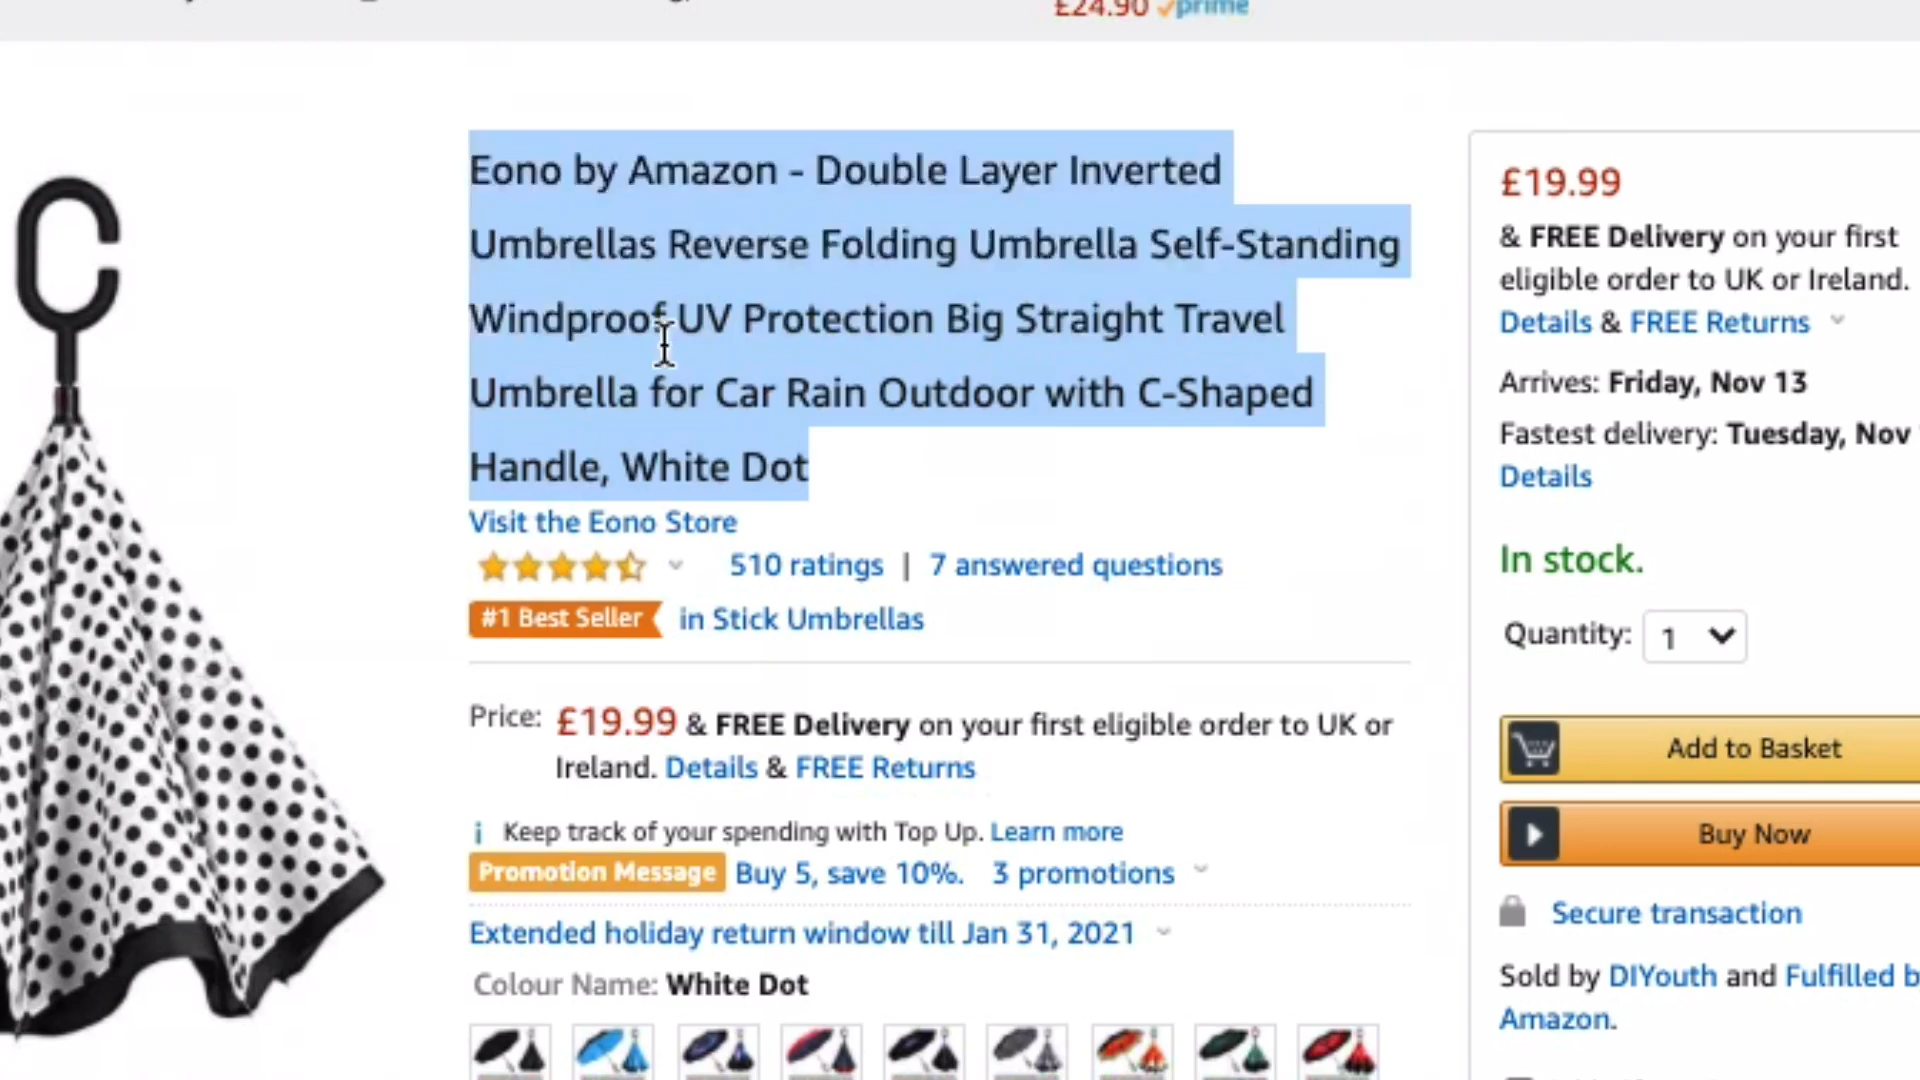 £24.90 prime
Eono by Amazon - Double Layer Inverted
Umbrellas Reverse Folding Umbrella Self-Standing
Windproof UV Protection Big Straight Travel
Umbrella for Car Rain Outdoor with C-Shaped
Handle, White Dot
Visit the Eono Store
510 ratings | 7 answered questions
#1 Best Seller in Stick Umbrellas
Price: £19.99 & FREE Delivery on your first eligible order to UK or
Ireland. Details & FREE Returns
Keep track of your spending with Top Up. Learn more
Promotion Message Buy 5, save 10%. 3 promotions
Extended holiday return window till Jan 31, 2021
Colour Name: White Dot
£19.99
& FREE Delivery on your first
eligible order to UK or Ireland.
Details & FREE Returns
Arrives: Friday, Nov 13
Fastest delivery: Tuesday, Nov
Details
In stock.
Quantity: 1
Add to Basket
Buy Now
Secure transaction
Sold by DIYouth and Fulfilled b
Amazon.